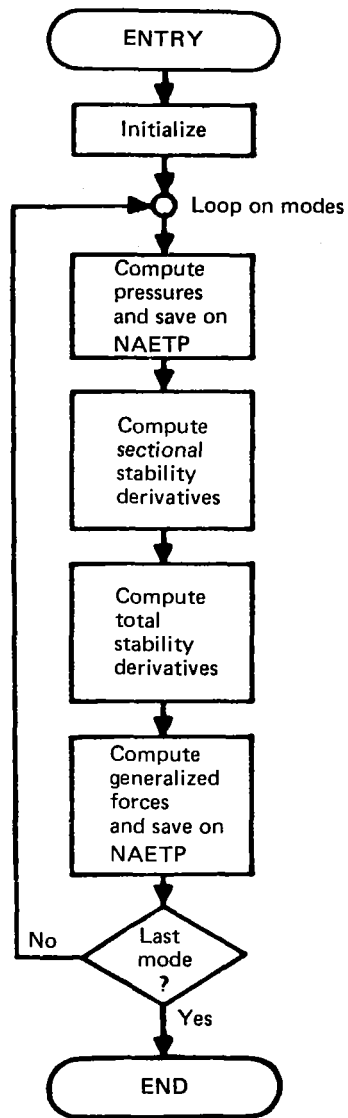 ENTRY
Initialize
Loop on modes
Compute
pressures
and save on
NAETP
Compute
sectional
stability
derivatives
Compute
total
stability
derivatives
Compute
generalized
forces
and save on
NAETP
No
Last
mode
?
Yes
END